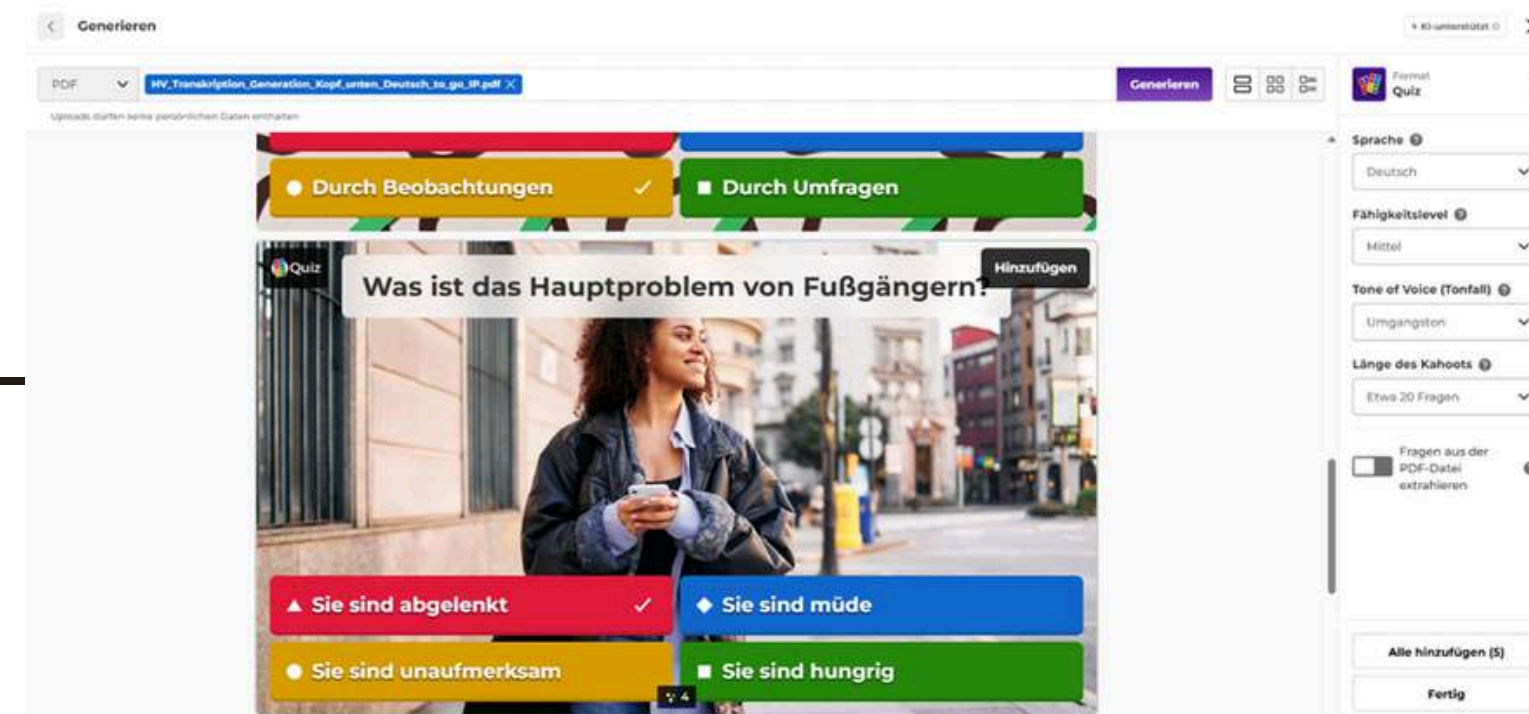 Generieren
KI-unterstützt
PDF
HV_Transkription_Generation_Kopf_unten_Deutsch_to_go_IP.pdf
Generieren
Uploads dürfen keine persönlichen Daten enthalten
Durch Beobachtungen
Durch Umfragen
Quiz
Was ist das Hauptproblem von Fußgängern?
Hinzufügen
Sie sind abgelenkt
Sie sind müde
Sie sind unaufmerksam
Sie sind hungrig
4
Format
Quiz
Sprache
Deutsch
Fähigkeitslevel
Mittel
Tone of Voice (Tonfall)
Umgangston
Länge des Kahoots
Etwa 20 Fragen
Fragen aus der
PDF-Datei
extrahieren
Alle hinzufügen (5)
Fertig